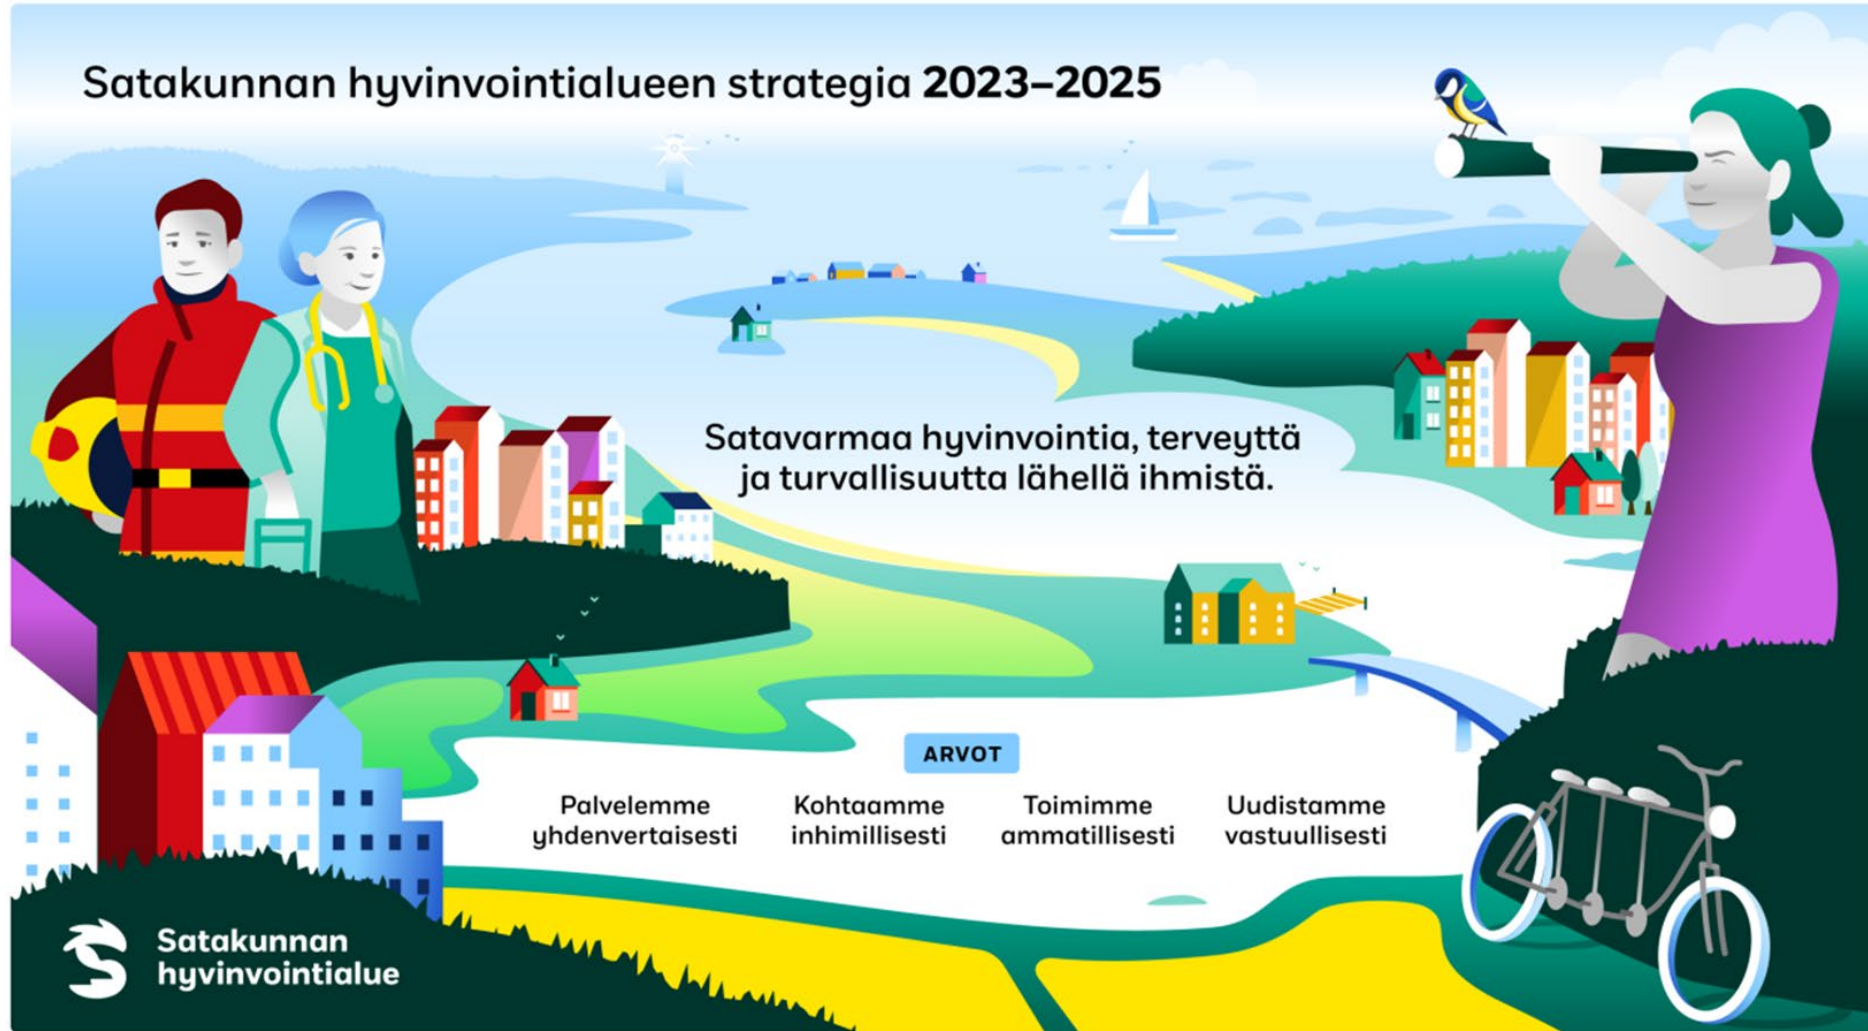 Satakunnan hyvinvointialueen strategia 2023–2025
Satavarmaa hyvinvointia, terveyttä
ja turvallisuutta lähellä ihmistä.
ARVOT
Palvelemme
yhdenvertaisesti
Kohtaamme
inhimillisesti
Toimimme
ammatillisesti
Uudistamme
vastuullisesti
Satakunnan
hyvinvointialue